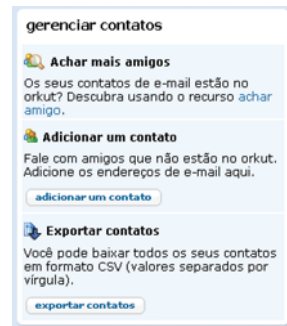 gerenciar contatos
Achar mais amigos
Os seus contatos de e-mail estão no
orkut? Descubra usando o recurso achar
amigo.
Adicionar um contato
Fale com amigos que não estão no orkut.
Adicione os endereços de e-mail aqui.
adicionar um contato
Exportar contatos
Você pode baixar todos os seus contatos
em formato CSV (valores separados por
vírgula).
exportar contatos